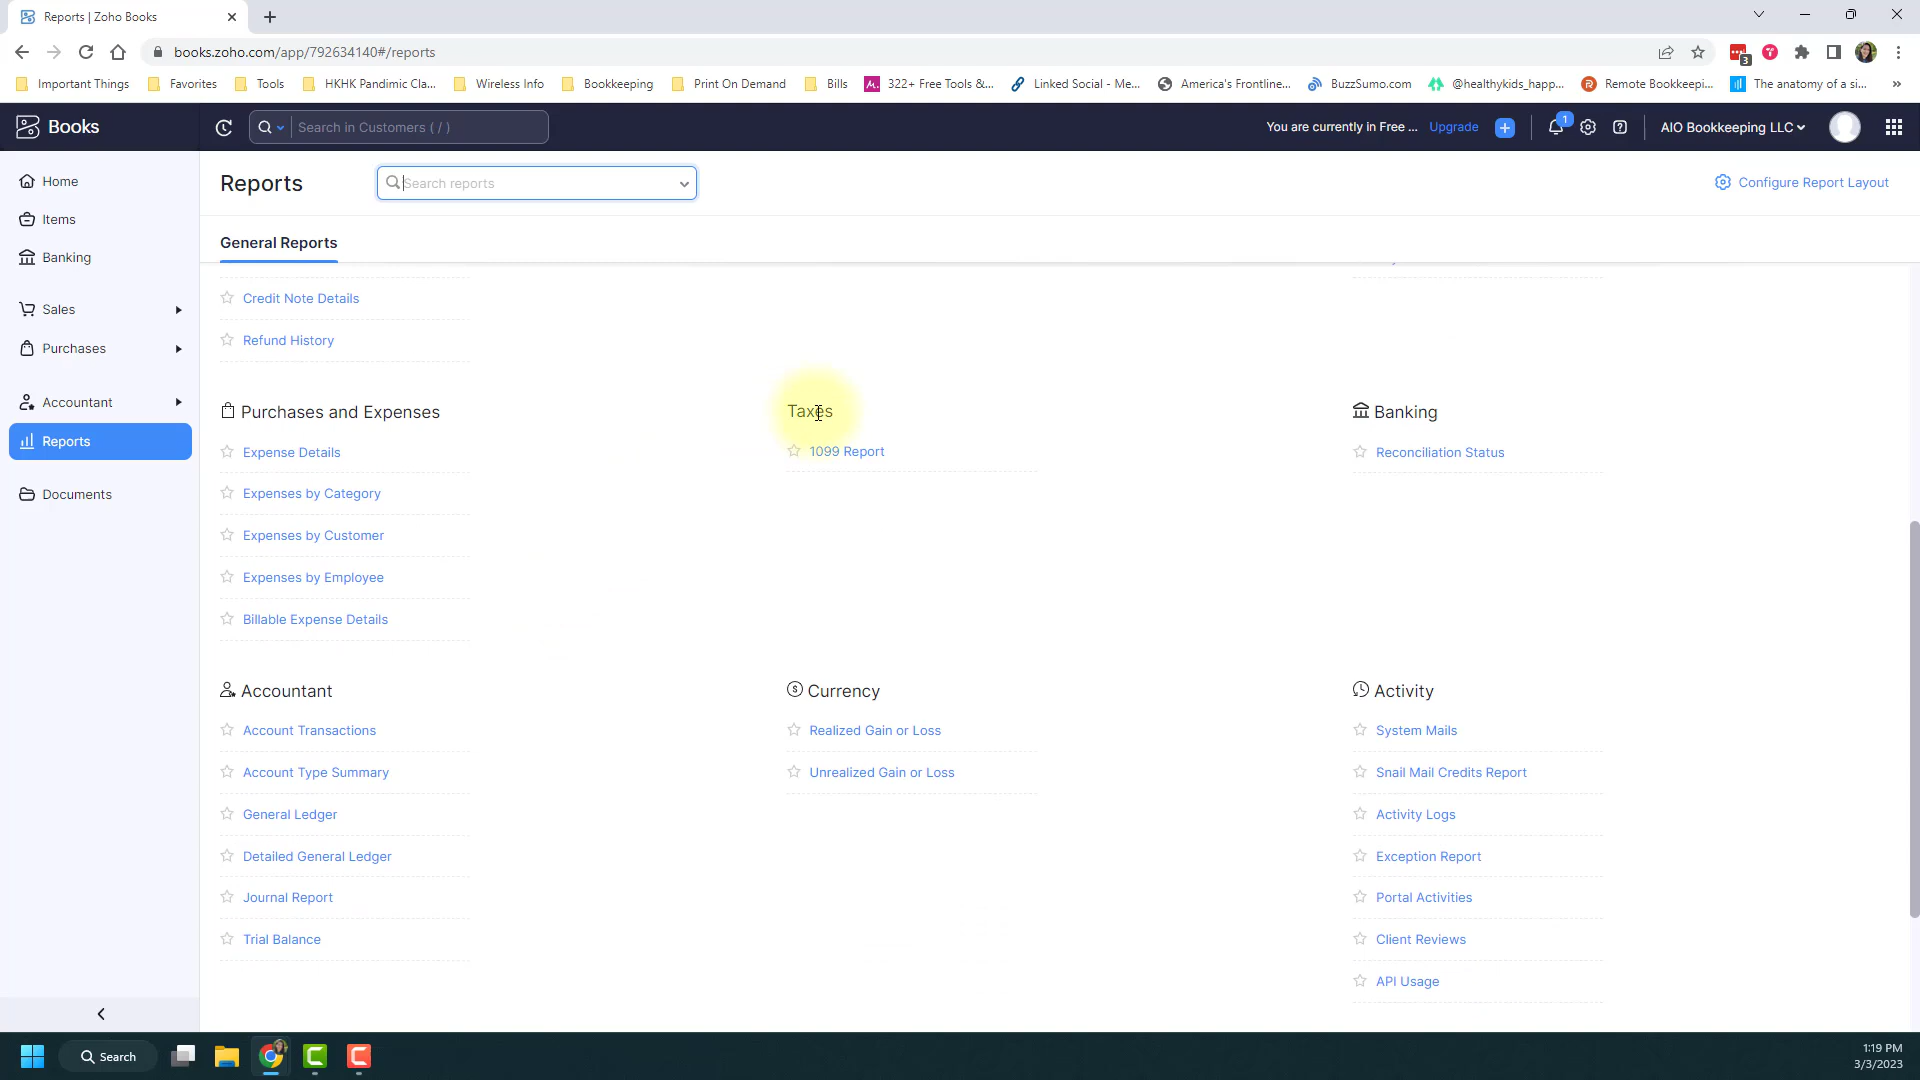 Reports | Zoho Books
books.zoho.com/app/792634140#/reports
Important Things
Favorites
Tools
HKHK Pandimic Cla...
Wireless Info
Bookkeeping
Print On Demand
Bills
322+ Free Tools &...
Linked Social - Me...
America's Frontline...
BuzzSumo.com
@healthykids_happ...
Remote Bookkeepi...
The anatomy of a si...
»
Books
Search in Customers ( / )
You are currently in Free ...
Upgrade
1
AIO Bookkeeping LLC
3
Home
Items
Banking
Sales
Purchases
Accountant
Reports
Documents
Reports
Search reports
Configure Report Layout
General Reports
Credit Note Details
Refund History
Purchases and Expenses
Expense Details
Expenses by Category
Expenses by Customer
Expenses by Employee
Billable Expense Details
Taxes
1099 Report
Banking
Reconciliation Status
Accountant
Account Transactions
Account Type Summary
General Ledger
Detailed General Ledger
Journal Report
Trial Balance
Currency
Realized Gain or Loss
Unrealized Gain or Loss
Activity
System Mails
Snail Mail Credits Report
Activity Logs
Exception Report
Portal Activities
Client Reviews
API Usage
Search
1:19 PM
3/3/2023